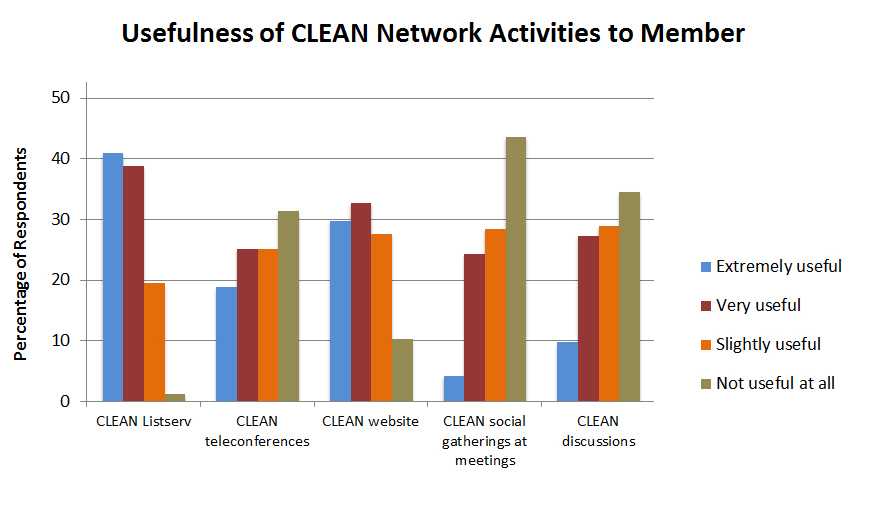 Usefulness of CLEAN Network Activities to Member
50
40
30
20
10
0
Percentage of Respondents
CLEAN Listserv
CLEAN
teleconferences
CLEAN website
CLEAN social
gatherings at
meetings
CLEAN
discussions
Extremely useful
Very useful
Slightly useful
Not useful at all